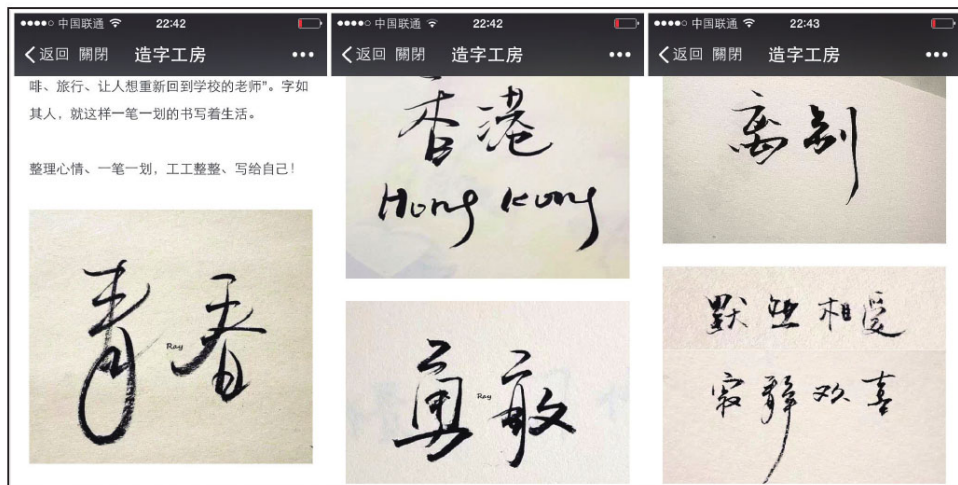 ●●●●○ 中国联通 22:42
返回 關閉 造字工房 •••
啡、旅行、让人想重新回到学校的老师”。字如
其人，就这样一笔一划的书写着生活。
整理心情、一笔一划，工工整整、写给自己！
青春
Ray
●●●●○ 中国联通 22:42
返回 關閉 造字工房 •••
香港
Hong Kong
勇敢
Ray
●●●●○ 中国联通 22:43
返回 關閉 造字工房 •••
离别
默然相爱
寂静欢喜